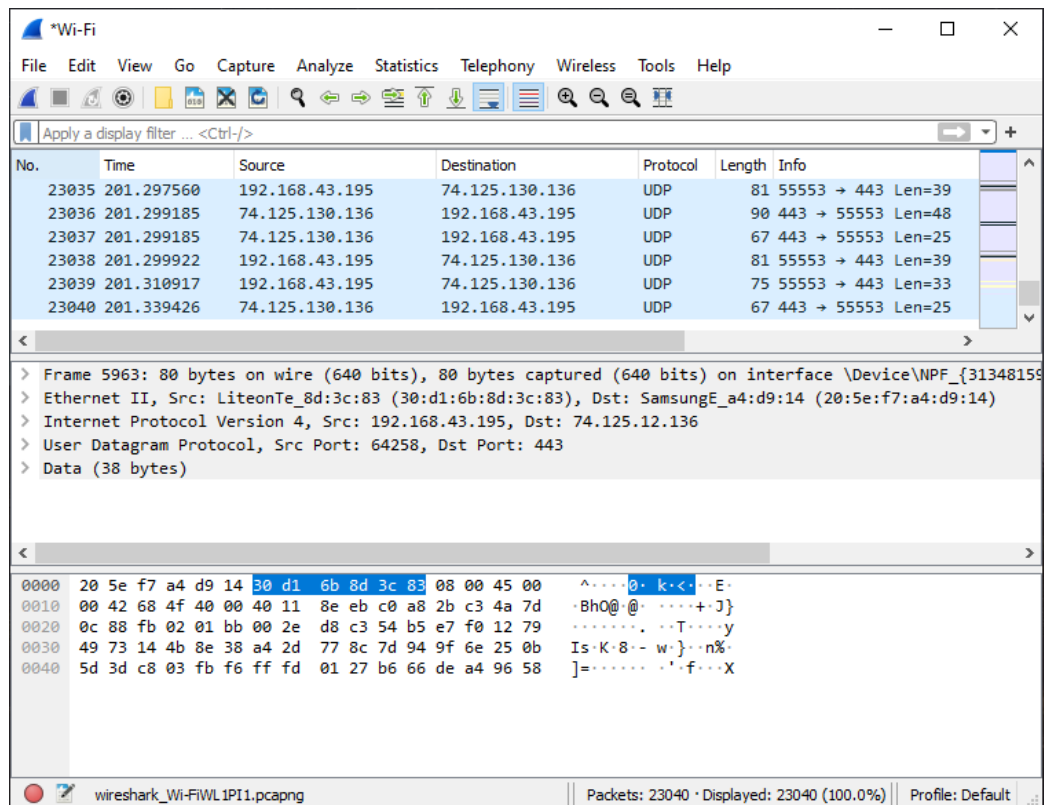 *Wi-Fi
File Edit View Go Capture Analyze Statistics Telephony Wireless Tools Help
Apply a display filter ... <Ctrl-/>
No. Time Source Destination Protocol Length Info
23035 201.297560 192.168.43.195 74.125.130.136 UDP 81 55553 → 443 Len=39
23036 201.299185 74.125.130.136 192.168.43.195 UDP 90 443 → 55553 Len=48
23037 201.299185 74.125.130.136 192.168.43.195 UDP 67 443 → 55553 Len=25
23038 201.299922 192.168.43.195 74.125.130.136 UDP 81 55553 → 443 Len=39
23039 201.310917 192.168.43.195 74.125.130.136 UDP 75 55553 → 443 Len=33
23040 201.339426 74.125.130.136 192.168.43.195 UDP 67 443 → 55553 Len=25
> Frame 5963: 80 bytes on wire (640 bits), 80 bytes captured (640 bits) on interface \Device\NPF_{31348159
> Ethernet II, Src: LiteonTe_8d:3c:83 (30:d1:6b:8d:3c:83), Dst: SamsungE_a4:d9:14 (20:5e:f7:a4:d9:14)
> Internet Protocol Version 4, Src: 192.168.43.195, Dst: 74.125.12.136
> User Datagram Protocol, Src Port: 64258, Dst Port: 443
> Data (38 bytes)
0000 20 5e f7 a4 d9 14 30 d1 6b 8d 3c 83 08 00 45 00 ^····0· k·<···E·
0010 00 42 68 4f 40 00 40 11 8e eb c0 a8 2b c3 4a 7d ·BhO@·@· ····+·J}
0020 0c 88 fb 02 01 bb 00 2e d8 c3 54 b5 e7 f0 12 79 ·······. ··T····y
0030 49 73 14 4b 8e 38 a4 2d 77 8c 7d 94 9f 6e 25 0b Is·K·8·- w·}··n%·
0040 5d 3d c8 03 fb f6 ff fd 01 27 b6 66 de a4 96 58 ]=······ ·'·f···X
wireshark_Wi-FiWL1PI1.pcapng Packets: 23040 · Displayed: 23040 (100.0%) Profile: Default